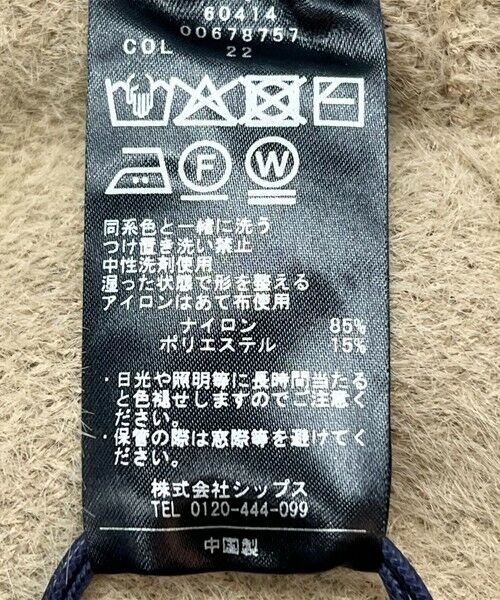 60414
00678757
COL 22
F W
同系色と一緒に洗う
つけ置き洗い禁止
中性洗剤使用
湿った状態で形を整える
アイロンはあて布使用
ナイロン 85%
ポリエステル 15%
・日光や照明等に長時間当たる
と色褪せしますのでご注意く
ださい。
・保管の際は窓際等を避けてく
ださい。
株式会社シップス
TEL 0120-444-099
中国製